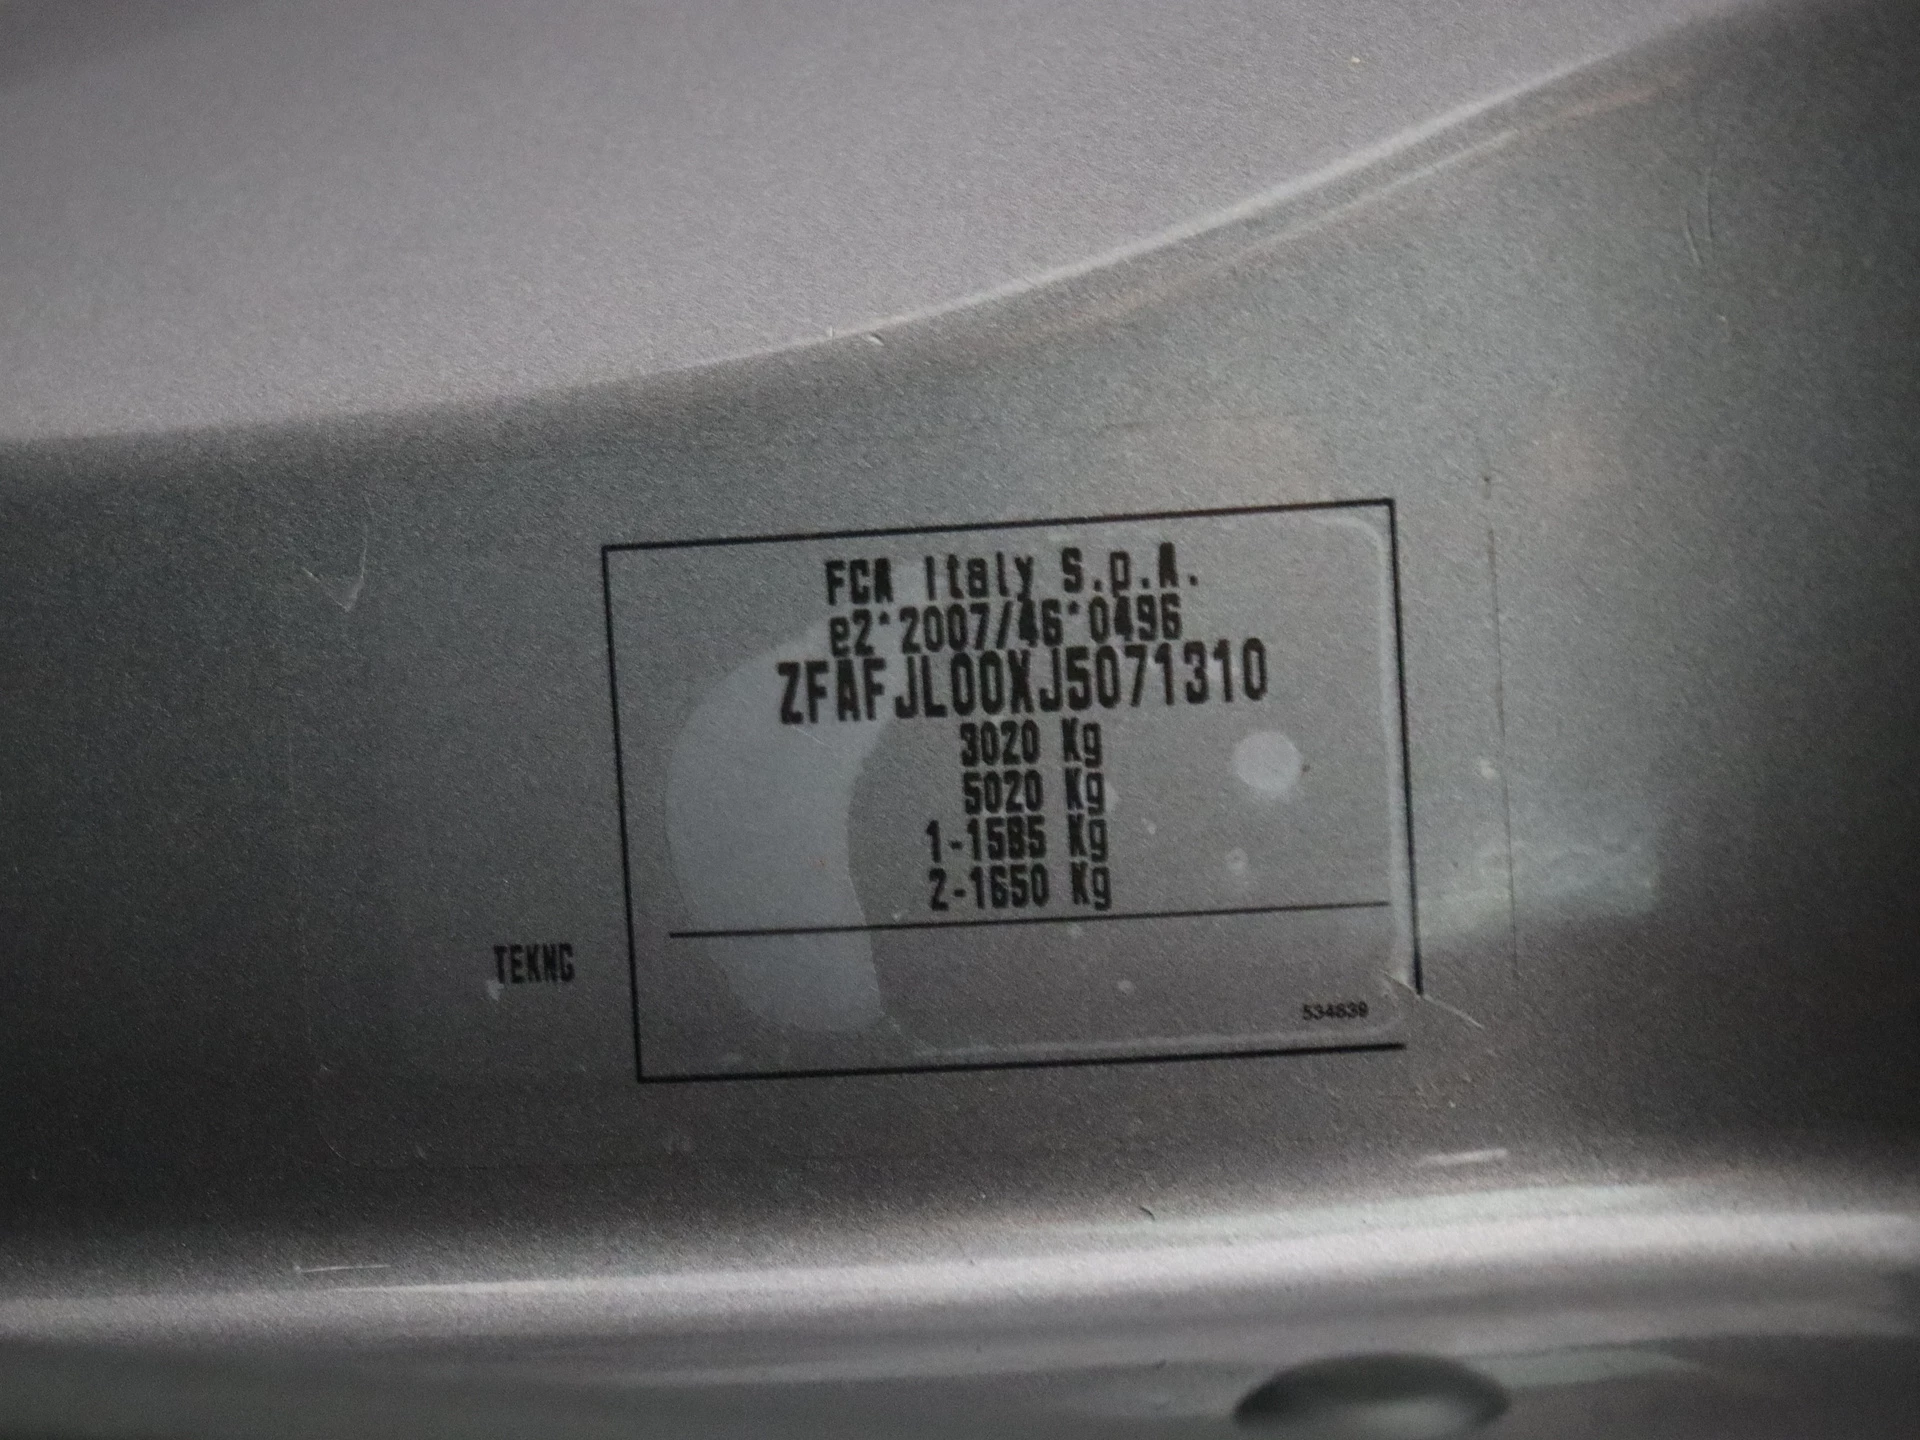 FCA Italy S.p.A.
e2*2007/46*0496
ZFAFJL00XJ5071310
3020 Kg
5020 Kg
1-1585 Kg
2-1650 Kg
TEKNG
534839